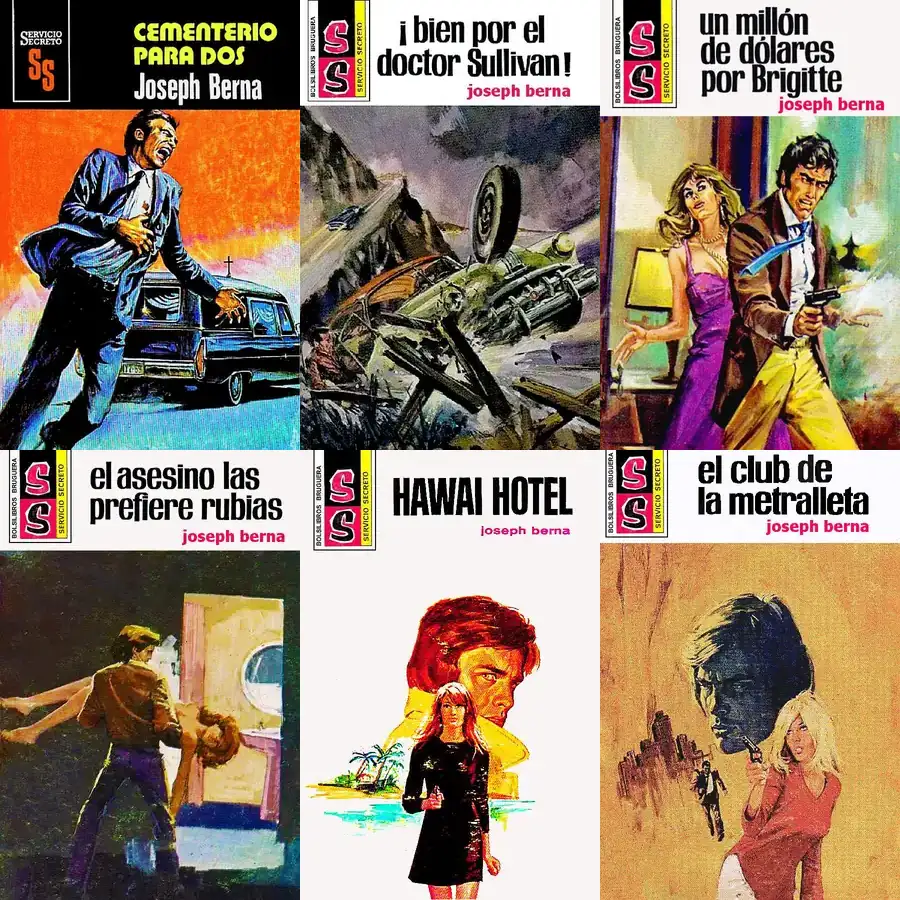 SERVICIO
SECRETO
SS
CEMENTERIO
PARA DOS
Joseph Berna
BOLSILIBROS BRUGUERA
SS
SERVICIO SECRETO
¡bien por el
doctor Sullivan!
joseph berna
BOLSILIBROS BRUGUERA
SS
SERVICIO SECRETO
un millón
de dólares
por Brigitte
joseph berna
BOLSILIBROS BRUGUERA
SS
SERVICIO SECRETO
el asesino las
prefiere rubias
joseph berna
BOLSILIBROS BRUGUERA
SS
SERVICIO SECRETO
HAWAI HOTEL
joseph berna
BOLSILIBROS BRUGUERA
SS
SERVICIO SECRETO
el club de
la metralleta
joseph berna